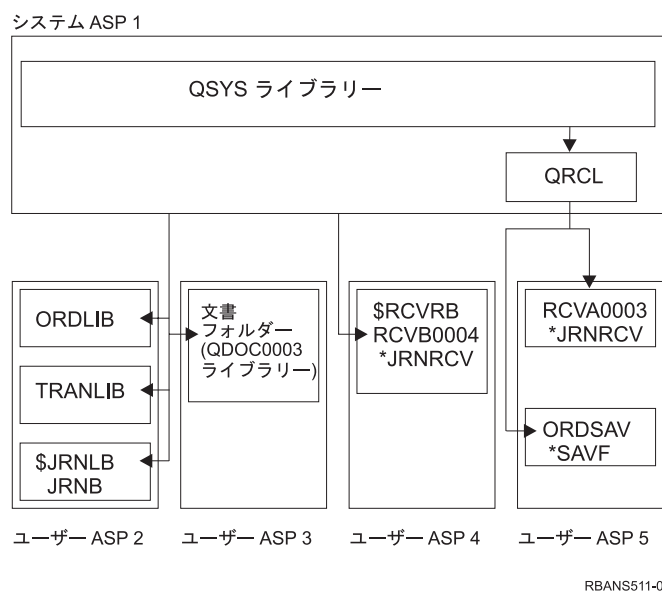 システム ASP 1
QSYS ライブラリー
QRCL
ORDLIB
TRANLIB
$JRNLB
JRNB
文書
フォルダー
(QDOC0003
ライブラリー)
$RCVRB
RCVB0004
*JRNRCV
RCVA0003
*JRNRCV
ORDSAV
*SAVF
ユーザー ASP 2
ユーザー ASP 3
ユーザー ASP 4
ユーザー ASP 5
RBANS511-0